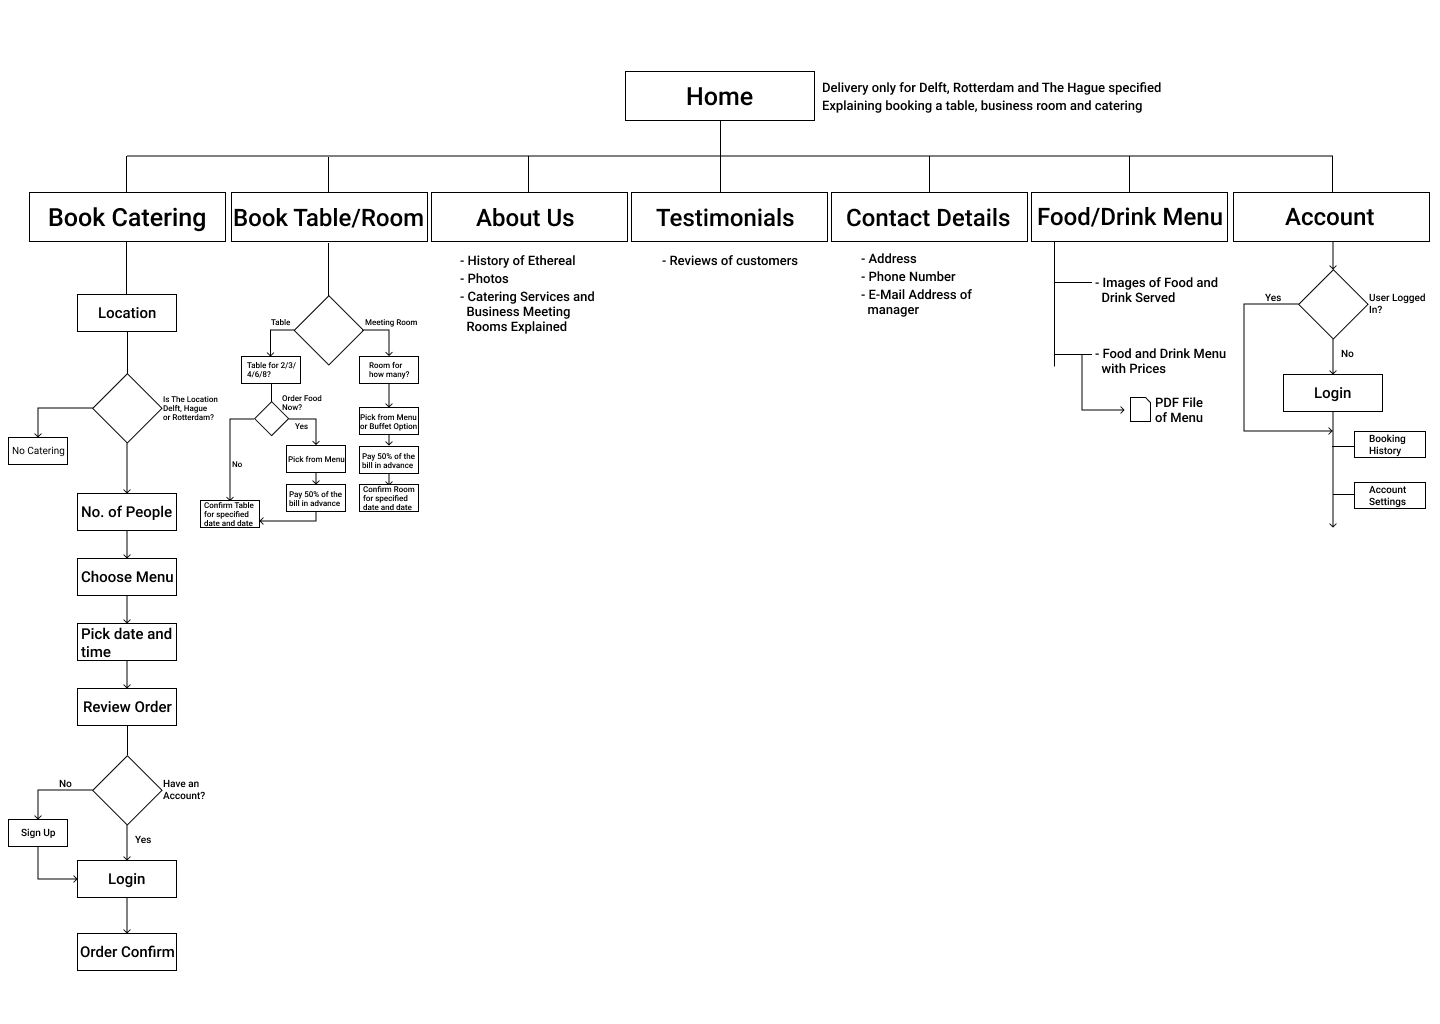 Home
Delivery only for Delft, Rotterdam and The Hague specified
Explaining booking a table, business room and catering
Book Catering
Book Table/Room
About Us
Testimonials
Contact Details
Food/Drink Menu
Account
Location
Is The Location
Delft, Hague
or Rotterdam?
No Catering
No. of People
Choose Menu
Pick date and
time
Review Order
Have an
Account?
No
Yes
Sign Up
Login
Order Confirm
Table
Meeting Room
Table for 2/3/
4/6/8?
Order Food
Now?
No
Yes
Pick from Menu
Pay 50% of the
bill in advance
Confirm Table
for specified
date and date
Room for
how many?
Pick from Menu
or Buffet Option
Pay 50% of the
bill in advance
Confirm Room
for specified
date and date
- History of Ethereal
- Photos
- Catering Services and
Business Meeting
Rooms Explained
- Reviews of customers
- Address
- Phone Number
- E-Mail Address of
manager
- Images of Food and
Drink Served
- Food and Drink Menu
with Prices
PDF File
of Menu
Yes
User Logged
In?
No
Login
Booking
History
Account
Settings